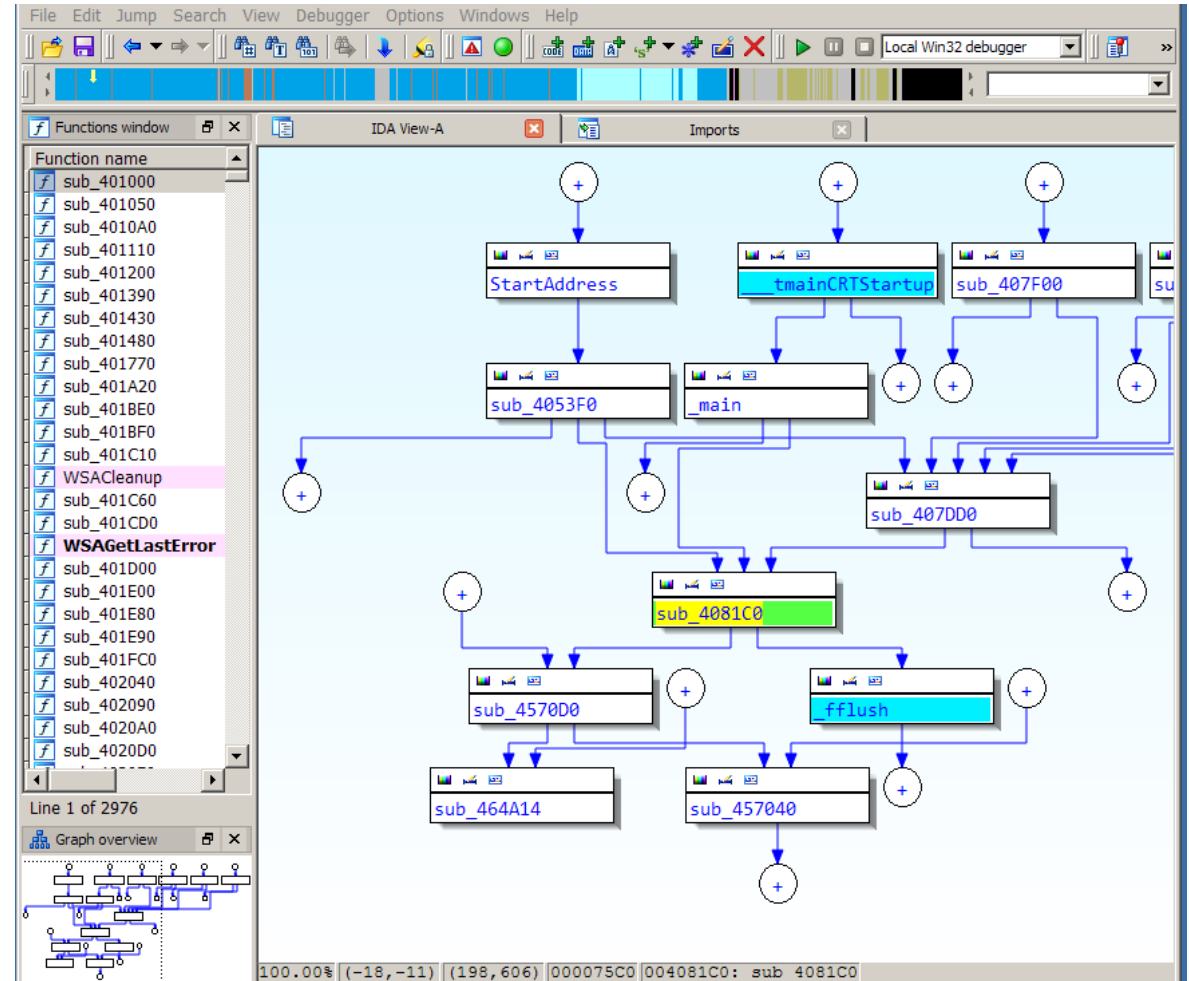 File Edit Jump Search View Debugger Options Windows Help
Local Win32 debugger
Functions window
IDA View-A
Imports
Function name
sub_401000
sub_401050
sub_4010A0
sub_401110
sub_401200
sub_401390
sub_401430
sub_401480
sub_401770
sub_401A20
sub_401BE0
sub_401BF0
sub_401C10
WSACleanup
sub_401C60
sub_401CD0
WSAGetLastError
sub_401D00
sub_401E00
sub_401E80
sub_401E90
sub_401FC0
sub_402040
sub_402090
sub_4020A0
sub_4020D0
Line 1 of 2976
Graph overview
StartAddress
___tmainCRTStartup
sub_407F00
su
sub_4053F0
_main
sub_407DD0
sub_4081C0
sub_4570D0
_fflush
sub_464A14
sub_457040
100.00% (-18,-11) (198,606) 000075C0 004081C0: sub_4081C0